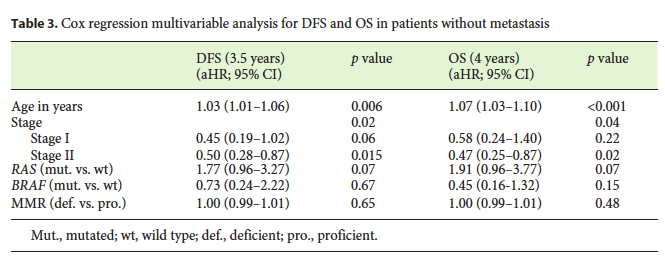 Table 3. Cox regression multivariable analysis for DFS and OS in patients without metastasis
DFS (3.5 years) p value OS (4 years) p value
(aHR; 95% CI) (aHR; 95% CI)
Age in years 1.03 (1.01–1.06) 0.006 1.07 (1.03–1.10) <0.001
Stage 0.02 0.04
Stage I 0.45 (0.19–1.02) 0.06 0.58 (0.24–1.40) 0.22
Stage II 0.50 (0.28–0.87) 0.015 0.47 (0.25–0.87) 0.02
RAS (mut. vs. wt) 1.77 (0.96–3.27) 0.07 1.91 (0.96–3.77) 0.07
BRAF (mut. vs. wt) 0.73 (0.24–2.22) 0.67 0.45 (0.16-1.32) 0.15
MMR (def. vs. pro.) 1.00 (0.99–1.01) 0.65 1.00 (0.99–1.01) 0.48
Mut., mutated; wt, wild type; def., deficient; pro., proficient.